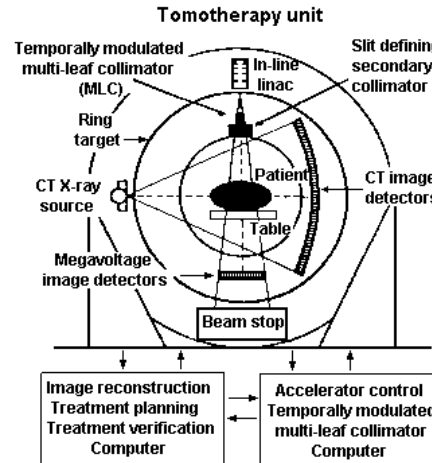 Tomotherapy unit
Temporally modulated
multi-leaf collimator
(MLC)
In-line
linac
Slit defining
secondary
collimator
Ring
target
CT X-ray
source
Patient
CT image
detectors
Table
Megavoltage
image detectors
Beam stop
Image reconstruction
Treatment planning
Treatment verification
Computer
Accelerator control
Temporally modulated
multi-leaf collimator
Computer